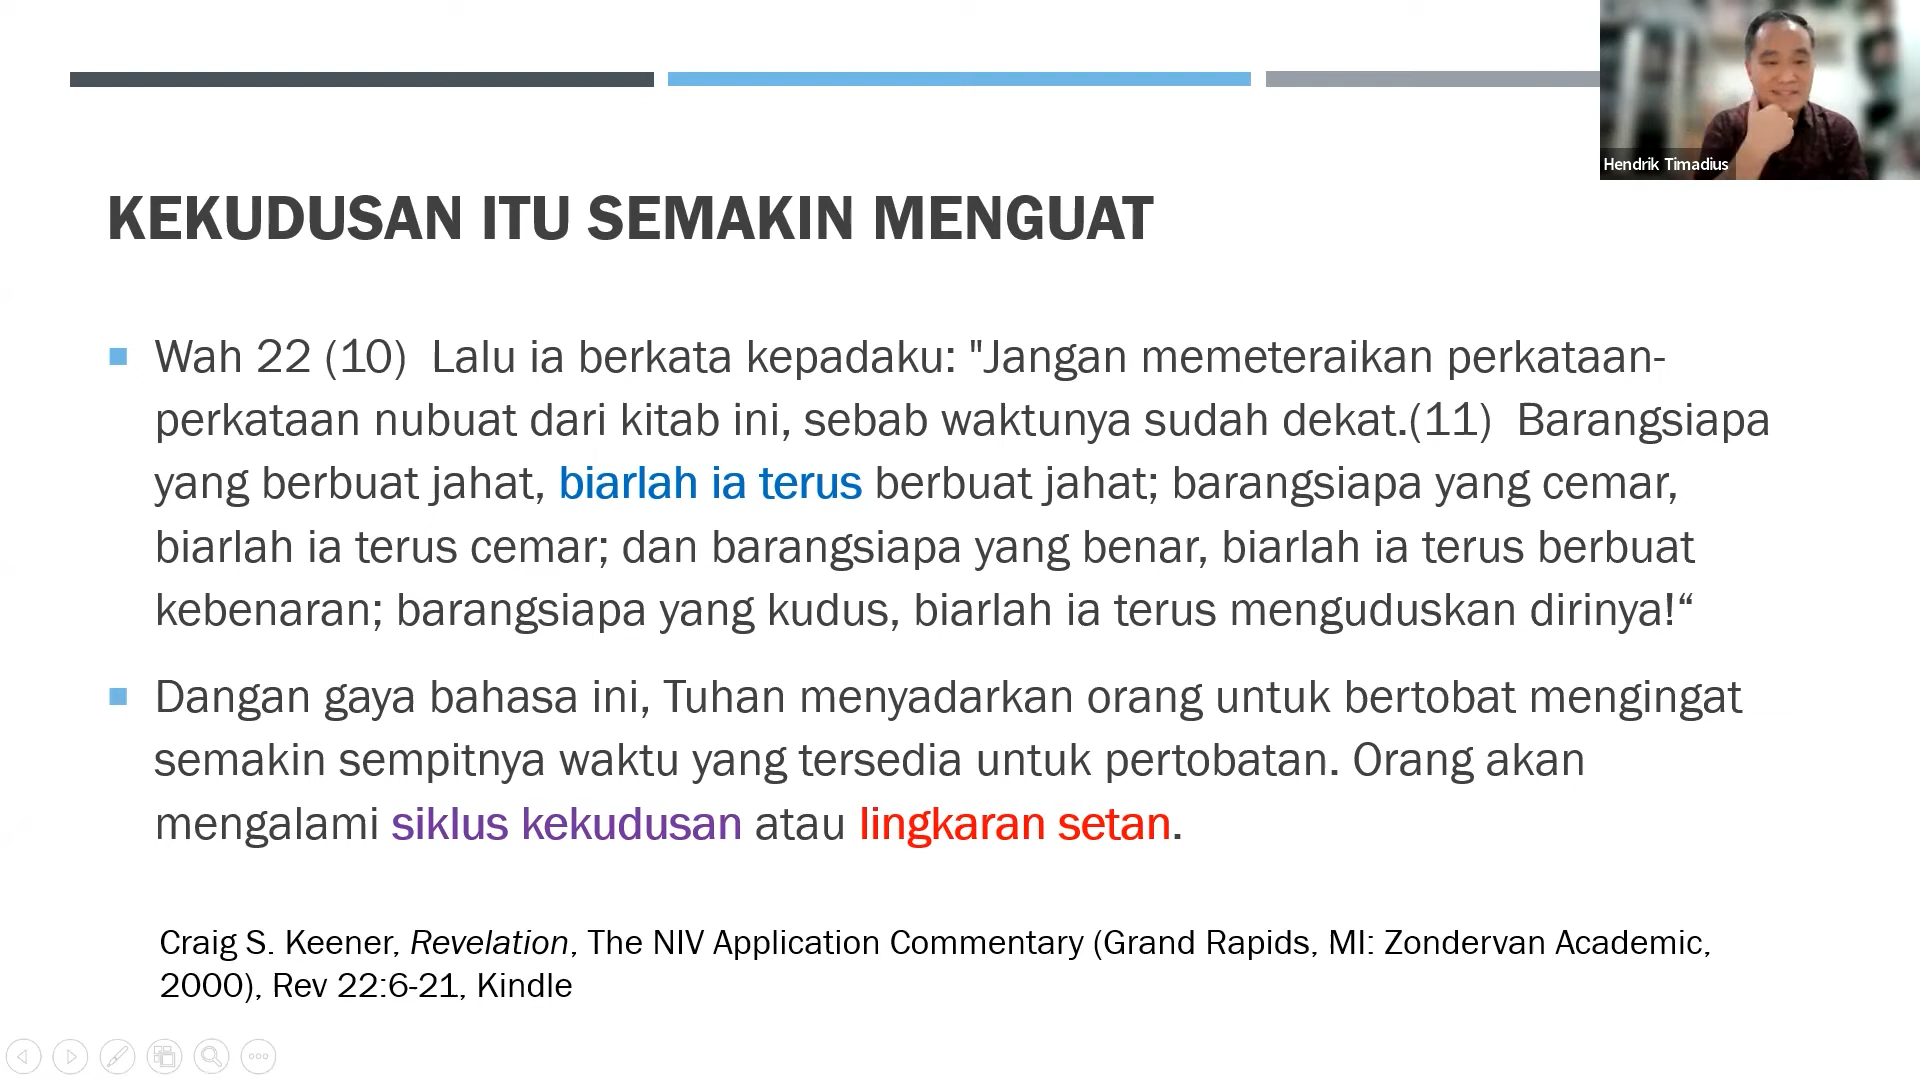 Hendrik Timadius
KEKUDUSAN ITU SEMAKIN MENGUAT
Wah 22 (10)  Lalu ia berkata kepadaku: "Jangan memeteraikan perkataan-
perkataan nubuat dari kitab ini, sebab waktunya sudah dekat.(11)  Barangsiapa
yang berbuat jahat, biarlah ia terus berbuat jahat; barangsiapa yang cemar,
biarlah ia terus cemar; dan barangsiapa yang benar, biarlah ia terus berbuat
kebenaran; barangsiapa yang kudus, biarlah ia terus menguduskan dirinya!“
Dangan gaya bahasa ini, Tuhan menyadarkan orang untuk bertobat mengingat
semakin sempitnya waktu yang tersedia untuk pertobatan. Orang akan
mengalami siklus kekudusan atau lingkaran setan.
Craig S. Keener, Revelation, The NIV Application Commentary (Grand Rapids, MI: Zondervan Academic,
2000), Rev 22:6-21, Kindle